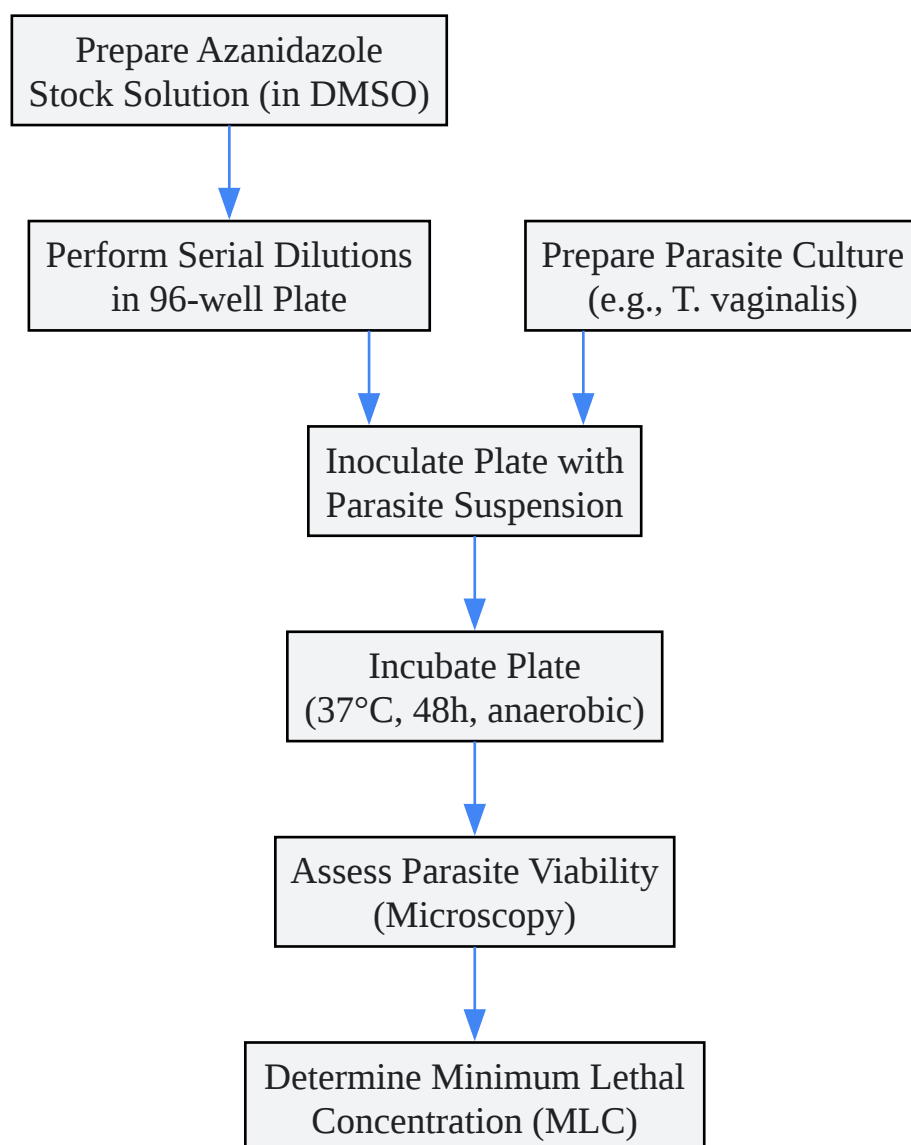 Prepare Azanidazole
Stock Solution (in DMSO)
Perform Serial Dilutions
in 96-well Plate
Prepare Parasite Culture
(e.g., T. vaginalis)
Inoculate Plate with
Parasite Suspension
Incubate Plate
(37°C, 48h, anaerobic)
Assess Parasite Viability
(Microscopy)
Determine Minimum Lethal
Concentration (MLC)